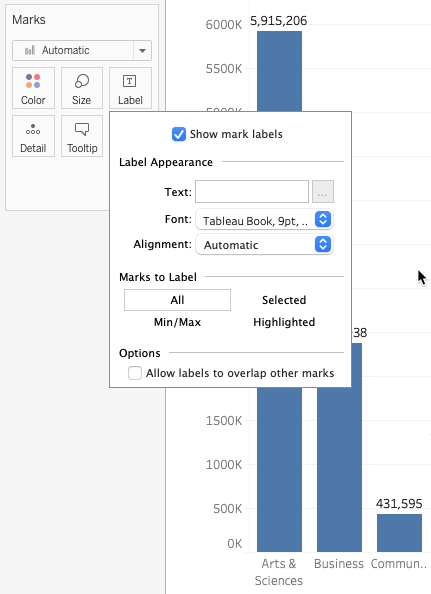 Marks
Automatic
Color
Size
T
Label
Detail
Tooltip
Show mark labels
Label Appearance
Text:
...
Font:
Tableau Book, 9pt, ..
Alignment:
Automatic
Marks to Label
All
Selected
Min/Max
Highlighted
Options
Allow labels to overlap other marks
6000K
5,915,206
5500K
38
1500K
1000K
500K
431,595
0K
Arts &
Sciences
Business
Commun..